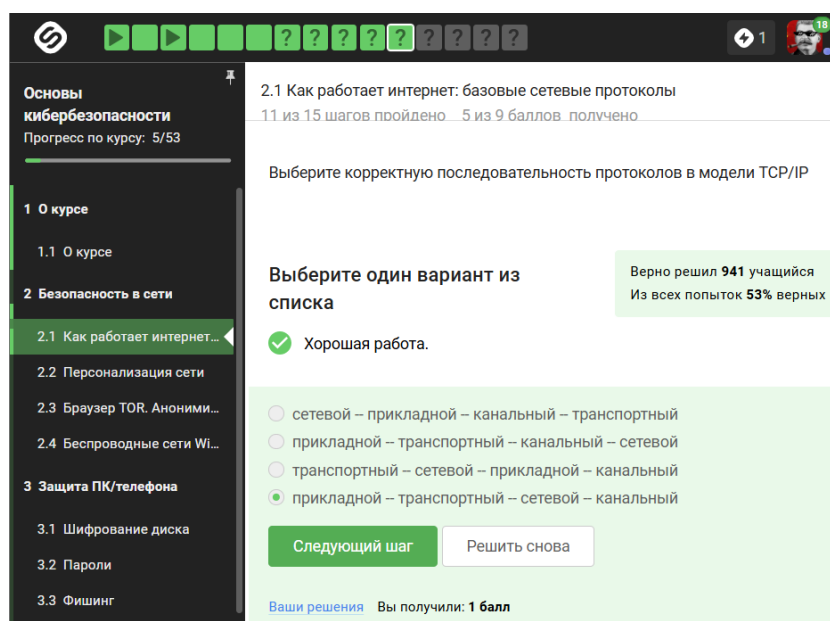 ? ? ? ? ? ? ? ? ?
1
18
Основы
кибербезопасности
Прогресс по курсу: 5/53
1 О курсе
1.1 О курсе
2 Безопасность в сети
2.1 Как работает интернет...
2.2 Персонализация сети
2.3 Браузер TOR. Аноними...
2.4 Беспроводные сети Wi...
3 Защита ПК/телефона
3.1 Шифрование диска
3.2 Пароли
3.3 Фишинг
2.1 Как работает интернет: базовые сетевые протоколы
11 из 15 шагов пройдено 5 из 9 баллов получено
Выберите корректную последовательность протоколов в модели TCP/IP
Выберите один вариант из
списка
Верно решил 941 учащийся
Из всех попыток 53% верных
Хорошая работа.
сетевой -- прикладной -- канальный -- транспортный
прикладной -- транспортный -- канальный -- сетевой
транспортный -- сетевой -- прикладной -- канальный
прикладной -- транспортный -- сетевой -- канальный
Следующий шаг
Решить снова
Ваши решения Вы получили: 1 балл